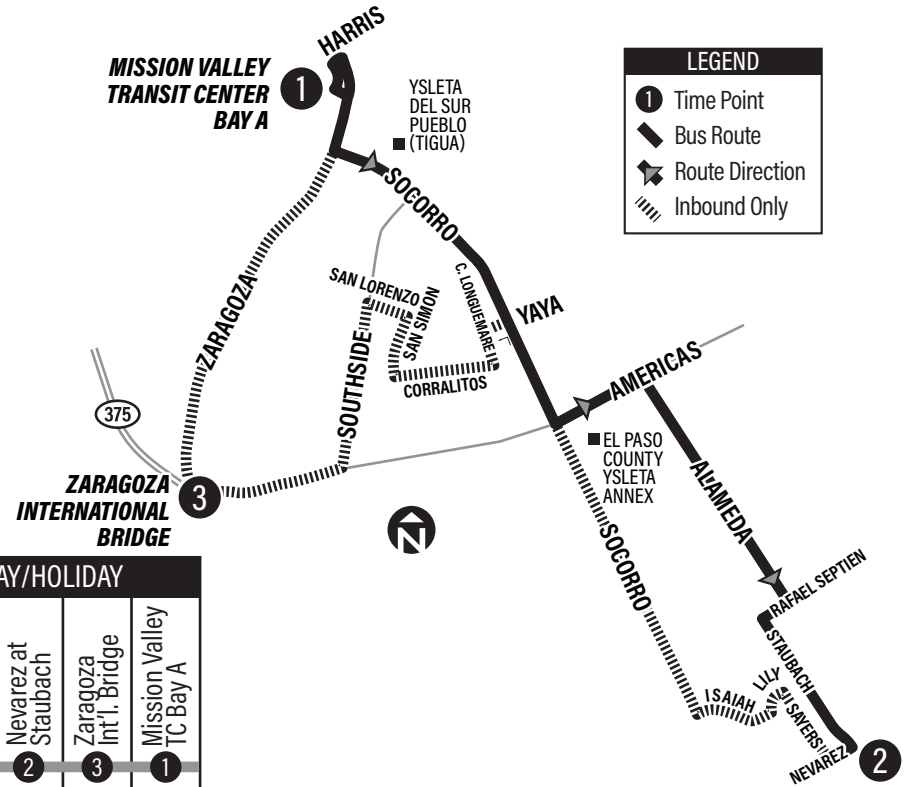 HARRIS
MISSION VALLEY
TRANSIT CENTER
BAY A
1
YSLETA
DEL SUR
PUEBLO
(TIGUA)
LEGEND
1 Time Point
Bus Route
Route Direction
Inbound Only
SOCORRO
ZARAGOZA
SAN LORENZO
SAN SIMON
C. LONGUEMARE
YAYA
SOUTHSIDE
CORRALITOS
AMERICAS
375
EL PASO
COUNTY
YSLETA
ANNEX
ALAMEDA
ZARAGOZA
INTERNATIONAL
BRIDGE
3
N
SOCORRO
RAFAEL SEPTIEN
STAUBACH
LILY
ISAIAH
SAYERS
NEVAREZ
2
AY/HOLIDAY
Nevarez at
Staubach
Zaragoza
Int'l. Bridge
Mission Valley
TC Bay A
2 3 1